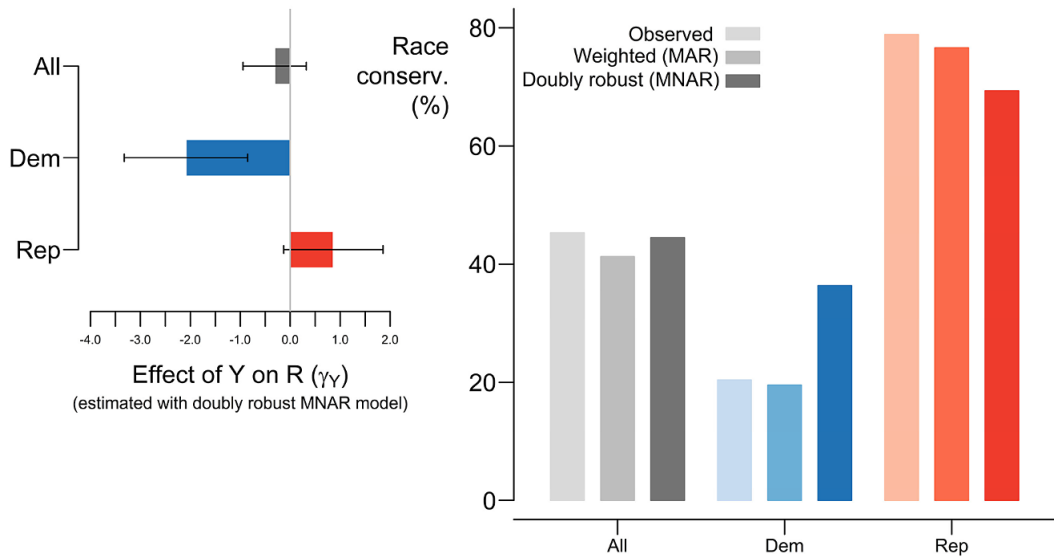 All
Dem
Rep
-4.0 -3.0 -2.0 -1.0 0.0 1.0 2.0
Effect of Y on R (γY)
(estimated with doubly robust MNAR model)
Race
conserv.
(%)
Observed
Weighted (MAR)
Doubly robust (MNAR)
80
60
40
20
0
All Dem Rep